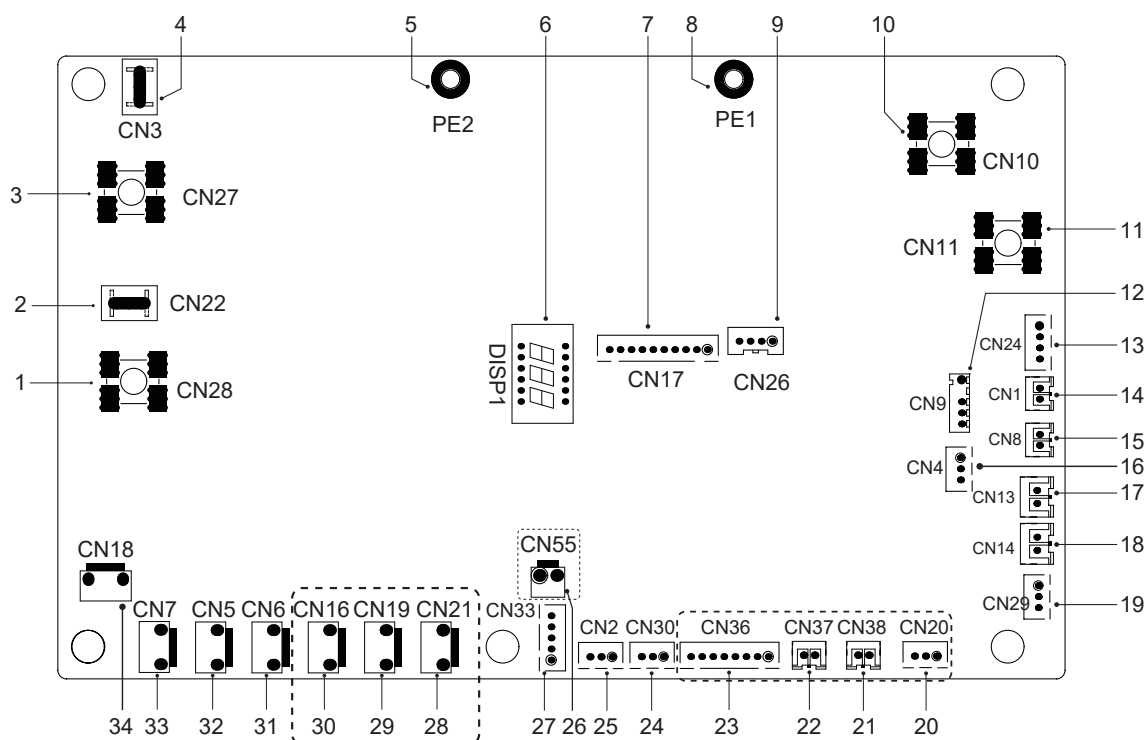 4 5 6 7 8 9 10
CN3 PE2 PE1 CN10
3 CN27
CN11 11
2 CN22 12
DISP1 CN17 CN26
CN24 13
1 CN28
CN9 CN1 14
CN8 15
CN4 16
CN13 17
CN14 18
CN18 CN55
CN29 19
CN7 CN5 CN6 CN16 CN19 CN21 CN33 CN2 CN30 CN36 CN37 CN38 CN20
34 33 32 31 30 29 28 27 26 25 24 23 22 21 20